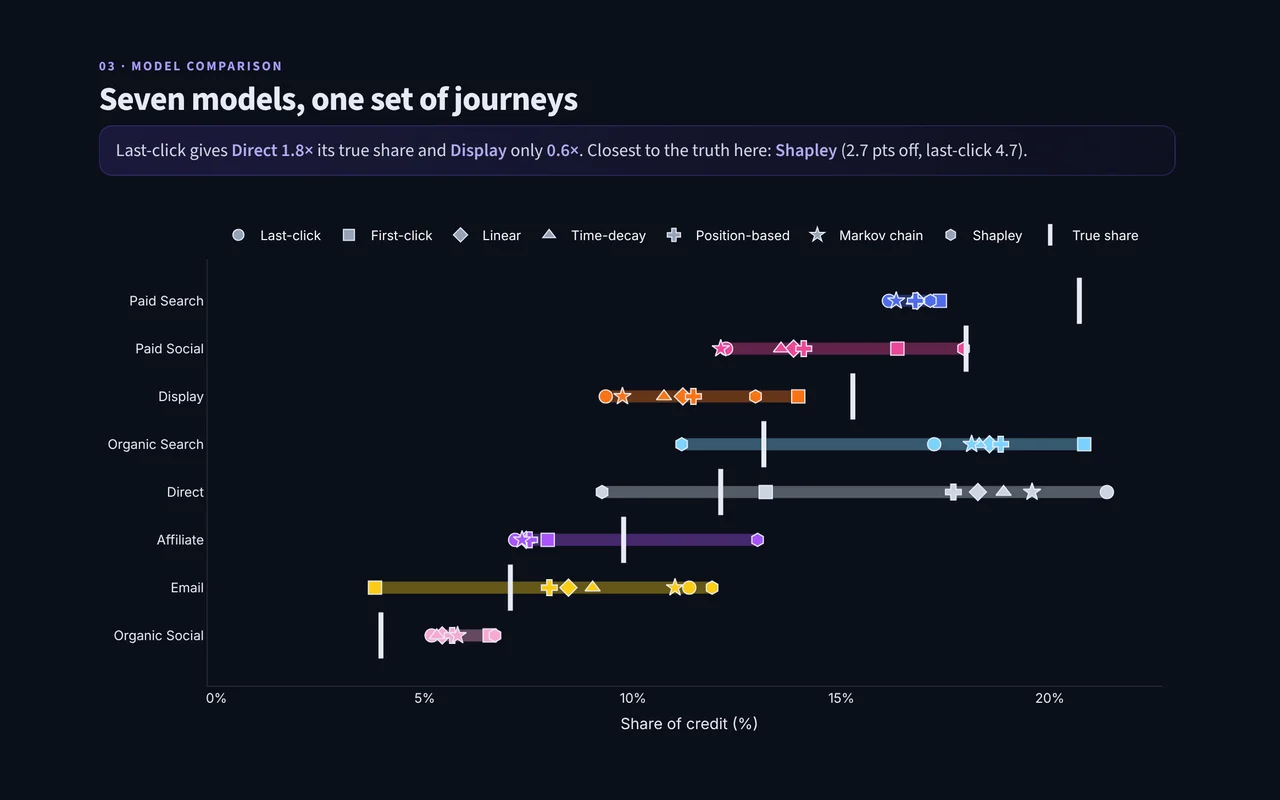 03 · MODEL COMPARISON
Seven models, one set of journeys
Last-click gives Direct 1.8× its true share and Display only 0.6×. Closest to the truth here: Shapley (2.7 pts off, last-click 4.7).
Last-click First-click Linear Time-decay Position-based Markov chain Shapley True share
Paid Search
Paid Social
Display
Organic Search
Direct
Affiliate
Email
Organic Social
0% 5% 10% 15% 20%
Share of credit (%)